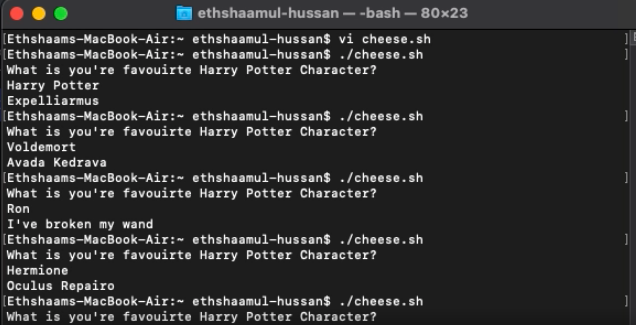 ethshaamul-hussan — -bash — 80×23
[Ethshaams-MacBook-Air:~ ethshaamul-hussan$ vi cheese.sh ]
[Ethshaams-MacBook-Air:~ ethshaamul-hussan$ ./cheese.sh ]
What is you're favouirte Harry Potter Character?
Harry Potter
Expelliarmus
[Ethshaams-MacBook-Air:~ ethshaamul-hussan$ ./cheese.sh ]
What is you're favouirte Harry Potter Character?
Voldemort
Avada Kedrava
[Ethshaams-MacBook-Air:~ ethshaamul-hussan$ ./cheese.sh ]
What is you're favouirte Harry Potter Character?
Ron
I've broken my wand
[Ethshaams-MacBook-Air:~ ethshaamul-hussan$ ./cheese.sh ]
What is you're favouirte Harry Potter Character?
Hermione
Oculus Repairo
[Ethshaams-MacBook-Air:~ ethshaamul-hussan$ ./cheese.sh ]
What is you're favouirte Harry Potter Character?